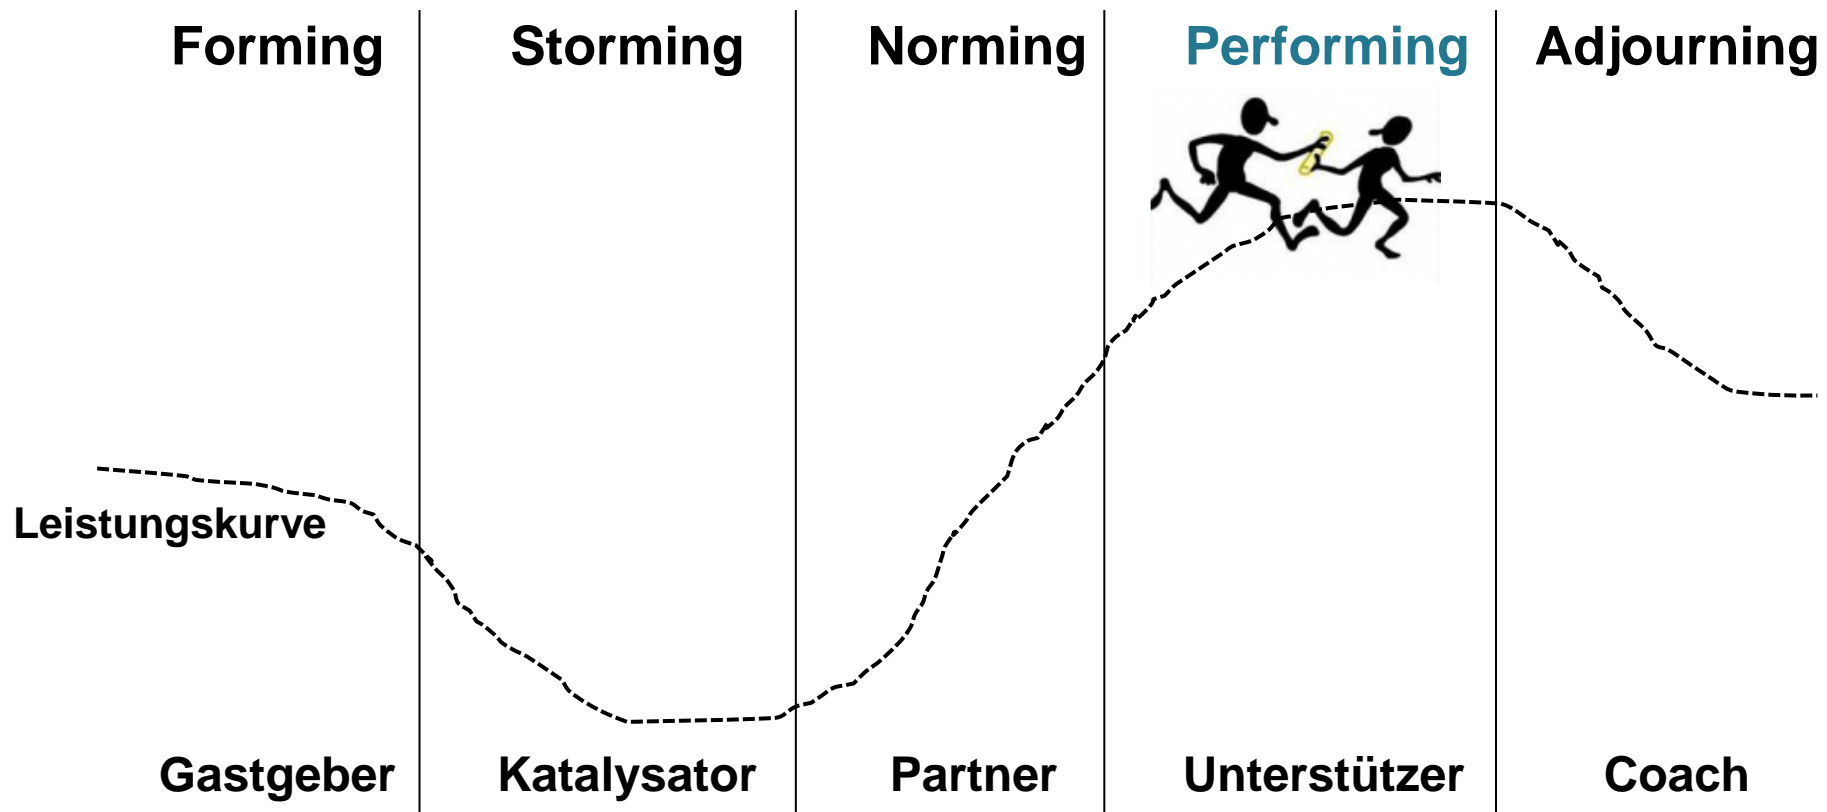 Forming Storming Norming Performing Adjourning
Leistungskurve
Gastgeber Katalysator Partner Unterstützer Coach